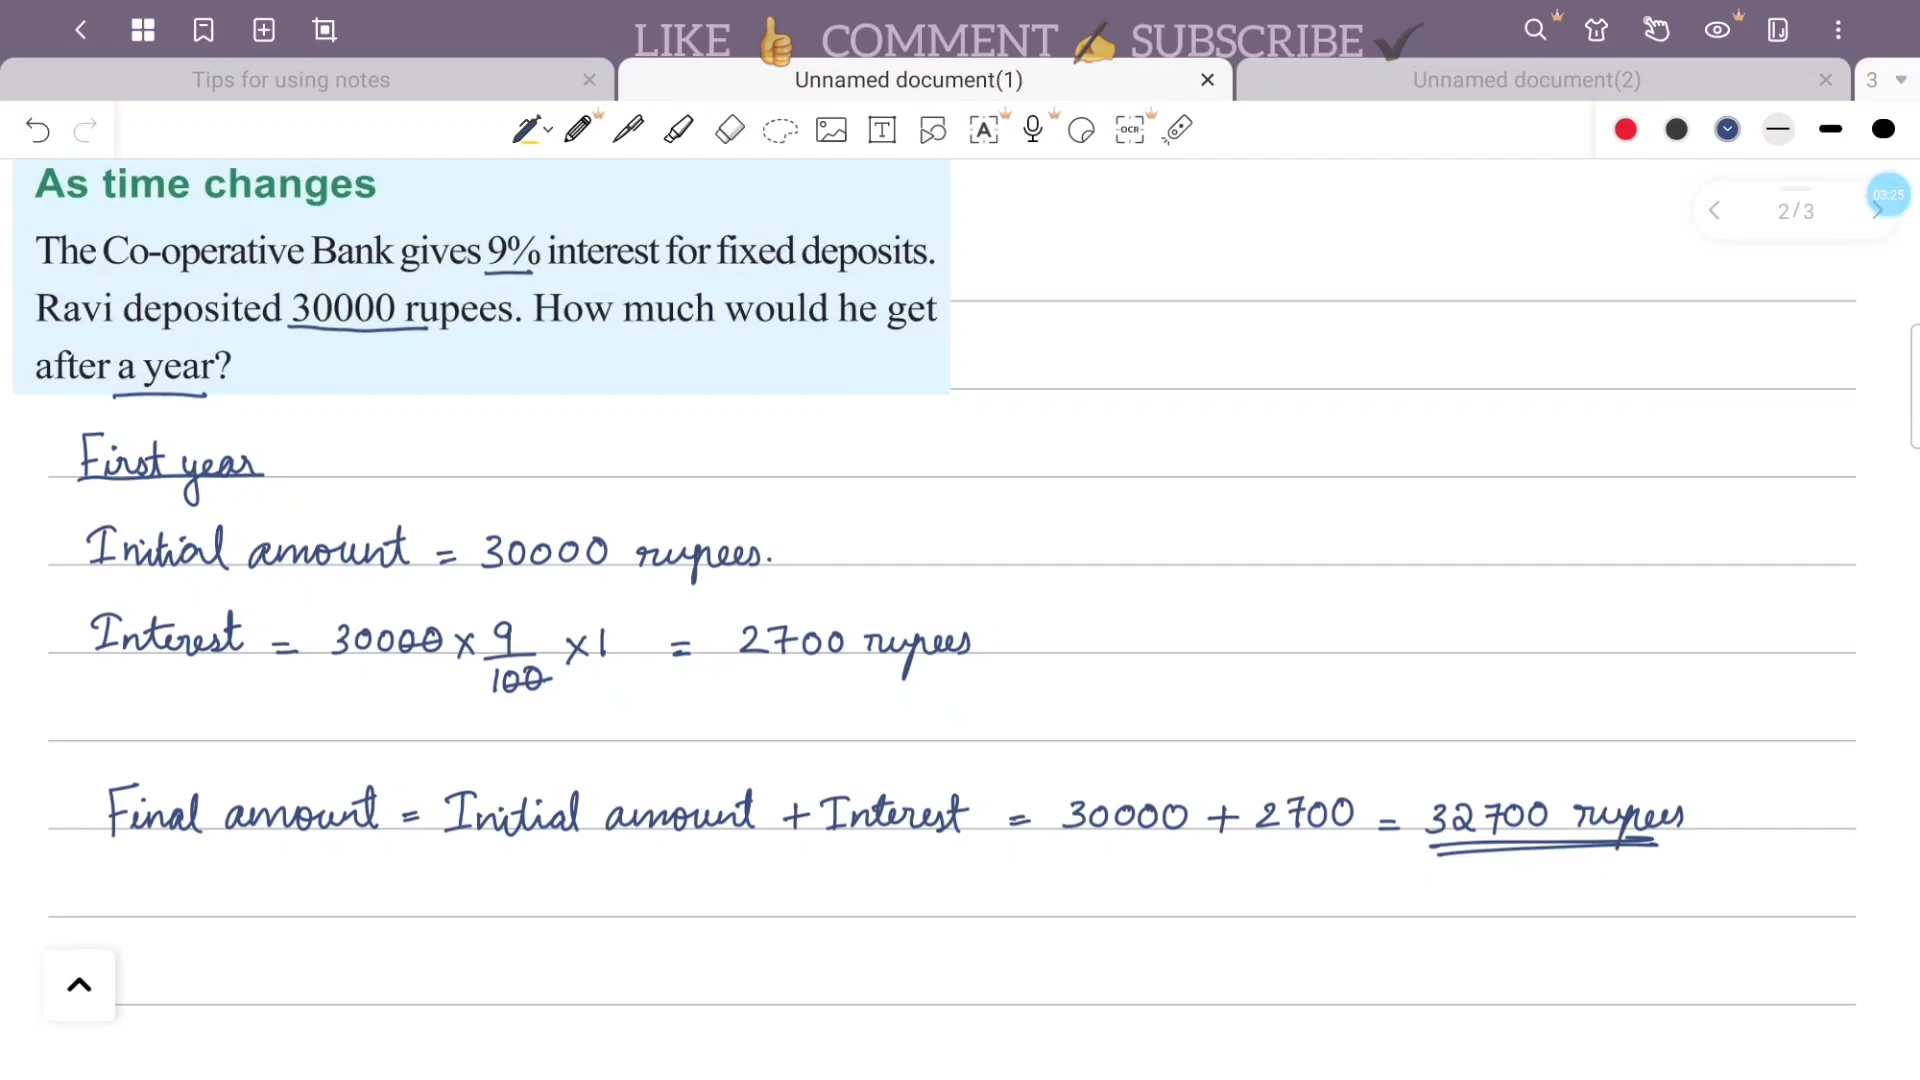 LIKE 👍 COMMENT ✍ SUBSCRIBE ✔
Tips for using notes
Unnamed document(1)
Unnamed document(2)
3
T
A
OCR
As time changes
The Co-operative Bank gives 9% interest for fixed deposits.
Ravi deposited 30000 rupees. How much would he get
after a year?
03:25
2/3
First year
Initial amount = 30000 rupees.
Interest = 30000 × 9/100 × 1 = 2700 rupees
Final amount = Initial amount + Interest = 30000 + 2700 = 32700 rupees